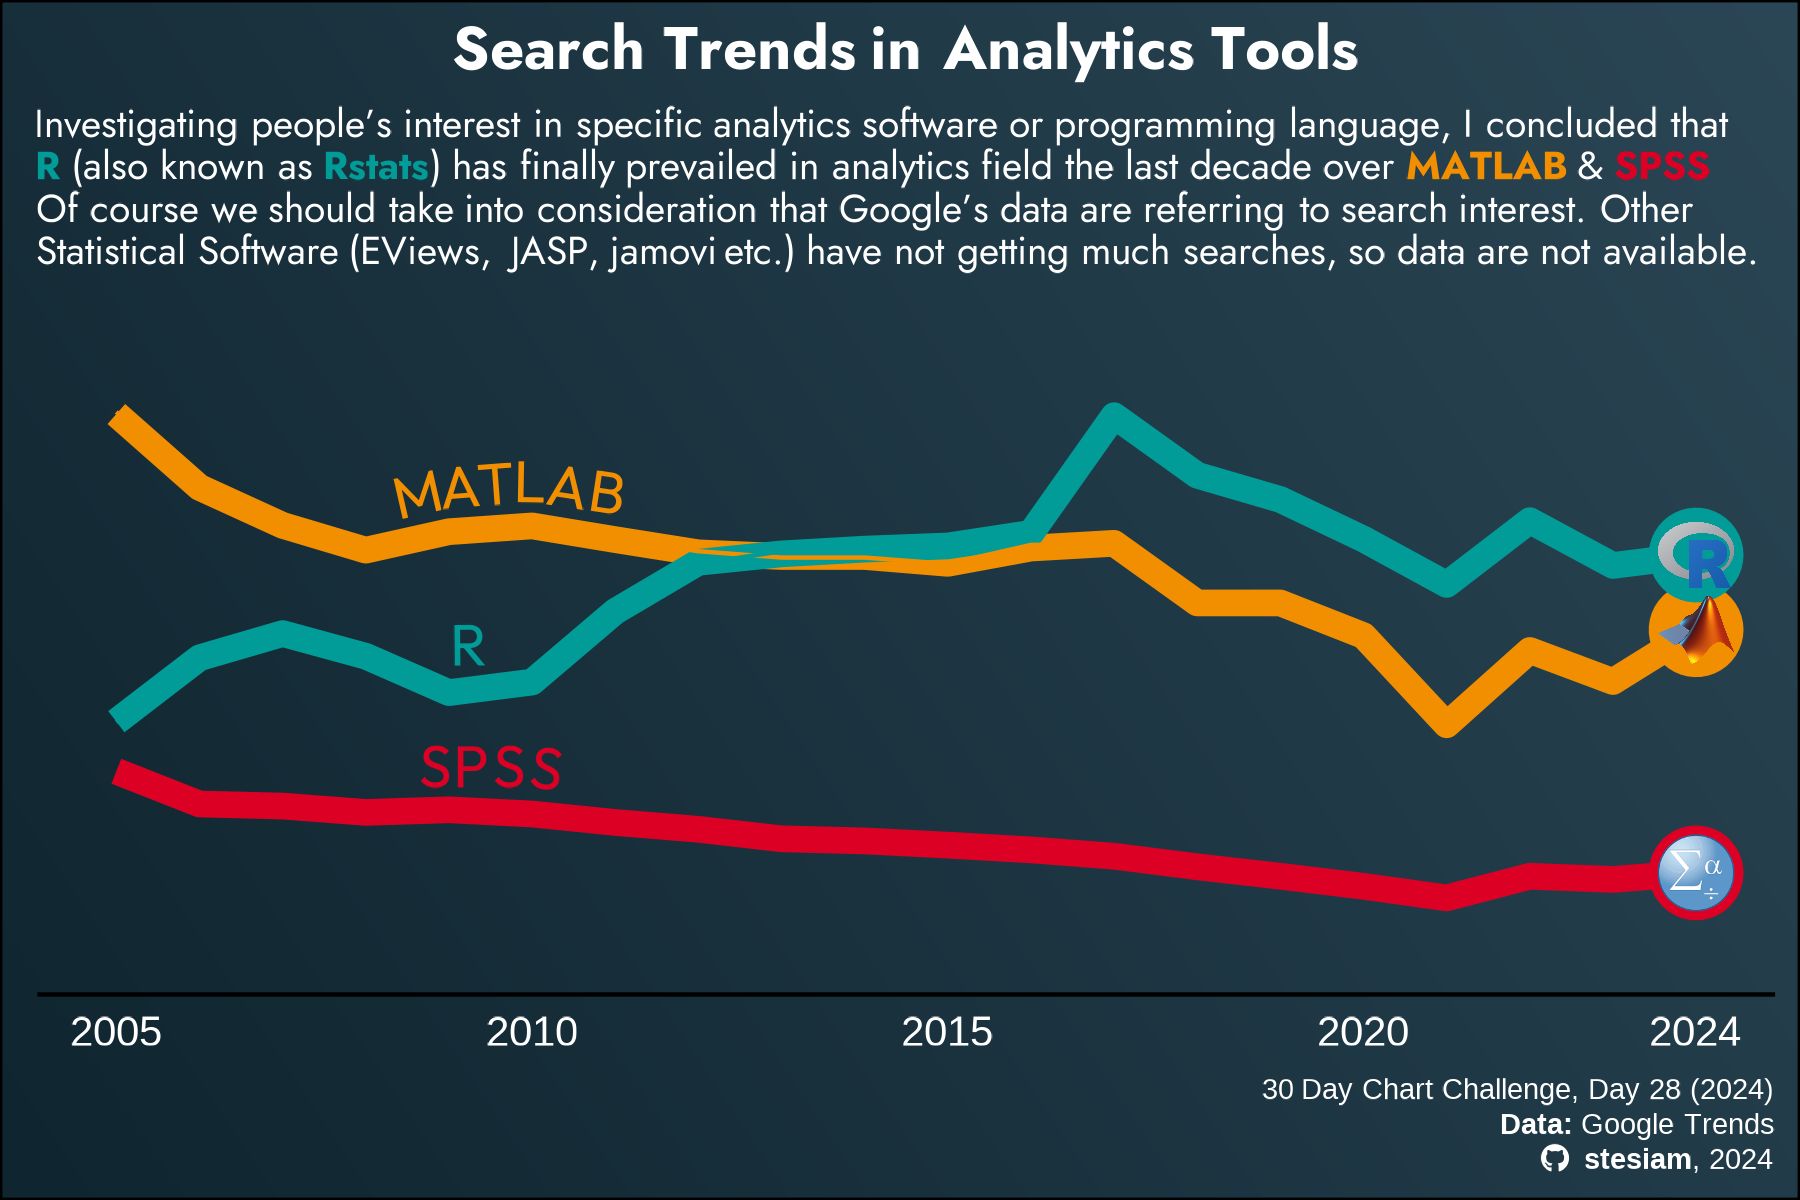 Search Trends in Analytics Tools
Investigating people’s interest in specific analytics software or programming language, I concluded that
R (also known as Rstats) has finally prevailed in analytics field the last decade over MATLAB & SPSS
Of course we should take into consideration that Google’s data are referring to search interest. Other
Statistical Software (EViews, JASP, jamovi etc.) have not getting much searches, so data are not available.
MATLAB
R
SPSS
R
Σα÷
2005 2010 2015 2020 2024
30 Day Chart Challenge, Day 28 (2024)
Data: Google Trends
stesiam, 2024